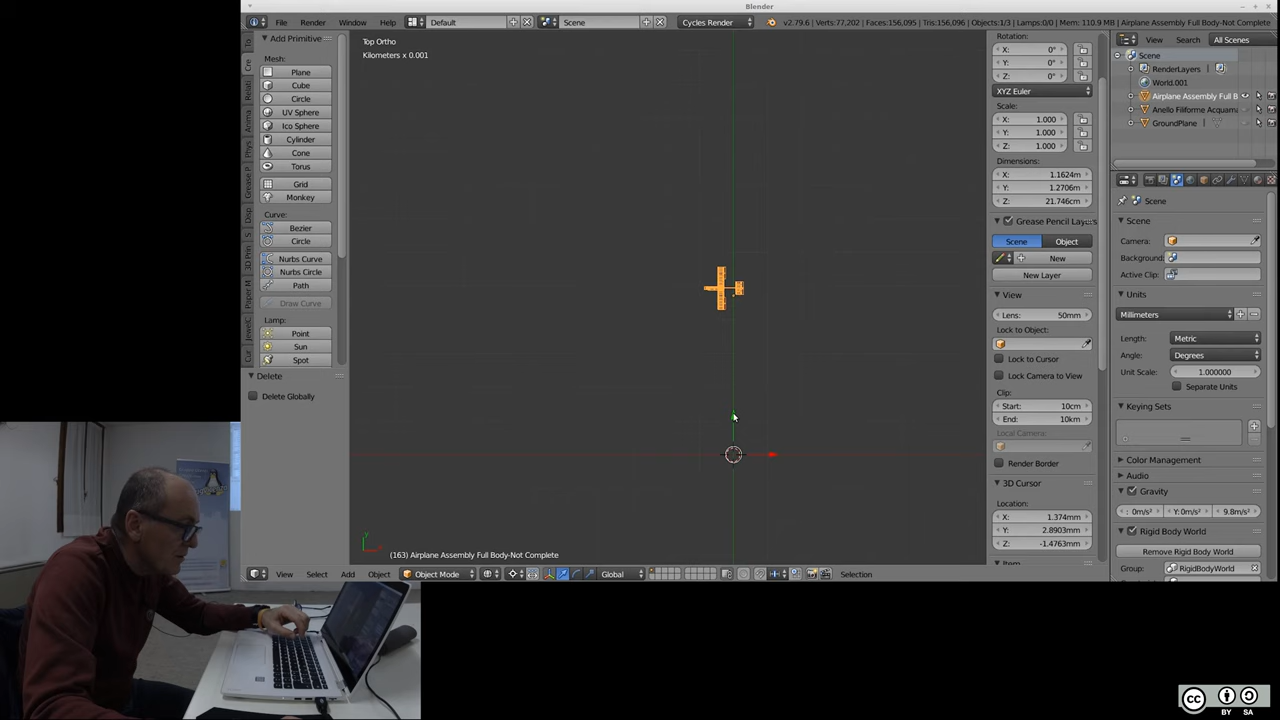 Blender
File Render Window Help Default Scene Cycles Render v2.79.6 | Verts:77,202 | Faces:156,095 | Tris:156,096 | Objects:1/3 | Lamps:0/0 | Mem: 110.9 MB | Airplane Assembly Full Body-Not Complete
Add Primitive
Mesh:
Plane
Cube
Circle
UV Sphere
Ico Sphere
Cylinder
Cone
Torus
Grid
Monkey
Curve:
Bezier
Circle
Nurbs Curve
Nurbs Circle
Path
Draw Curve
Lamp:
Point
Sun
Spot
Delete
Delete Globally
Top Ortho
Kilometers x 0.001
(163) Airplane Assembly Full Body-Not Complete
View Select Add Object Object Mode Global Selection
Rotation:
X: 0°
Y: 0°
Z: 0°
XYZ Euler
Scale:
X: 1.000
Y: 1.000
Z: 1.000
Dimensions:
X: 1.1624m
Y: 1.2706m
Z: 21.746cm
Grease Pencil Layers
Scene Object
New
New Layer
View
Lens: 50mm
Lock to Object:
Lock to Cursor
Lock Camera to View
Clip:
Start: 10cm
End: 10km
Local Camera:
Render Border
3D Cursor
Location:
X: 1.374mm
Y: 2.8903mm
Z: -1.4763mm
View Search All Scenes
Scene
RenderLayers
World.001
Airplane Assembly Full B
Anello Filiforme Acquama
GroundPlane
Scene
Scene
Camera:
Background:
Active Clip:
Units
Millimeters
Length: Metric
Angle: Degrees
Unit Scale: 1.000000
Separate Units
Keying Sets
Color Management
Audio
Gravity
: 0m/s² Y: 0m/s² 9.8m/s²
Rigid Body World
Remove Rigid Body World
Group: RigidBodyWorld
CC BY SA